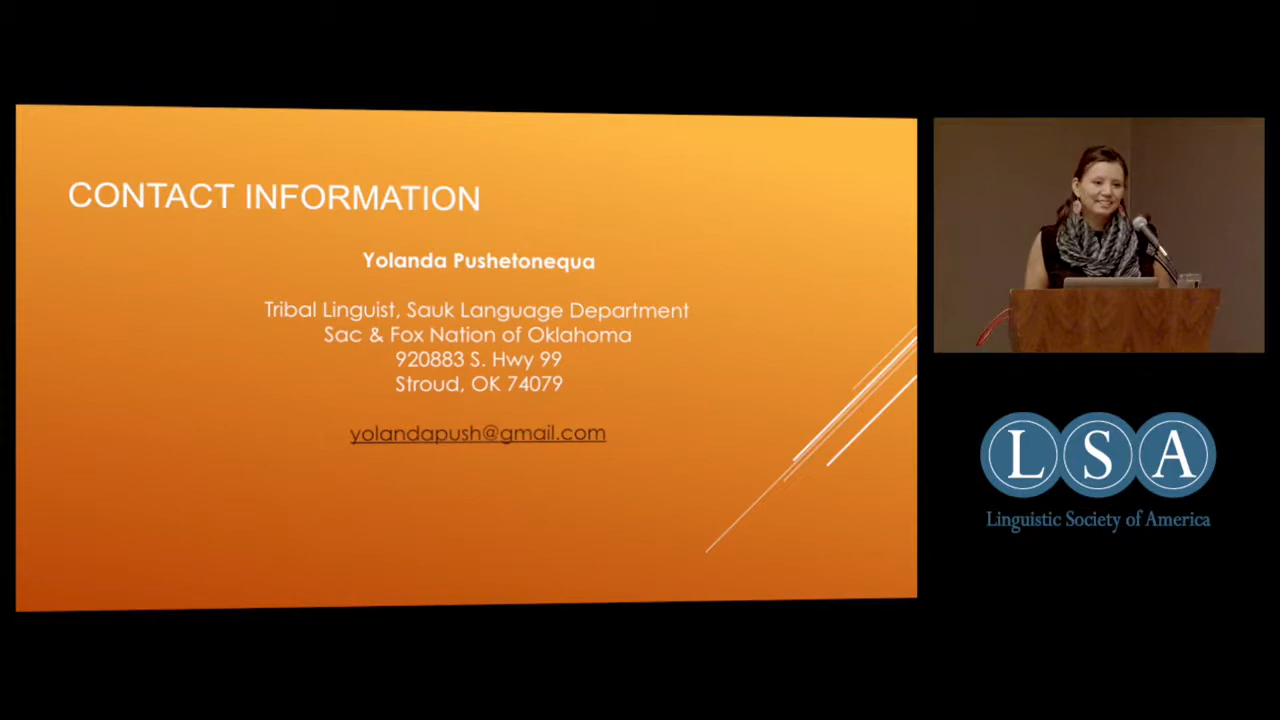 CONTACT INFORMATION
Yolanda Pushetonequa
Tribal Linguist, Sauk Language Department
Sac & Fox Nation of Oklahoma
920883 S. Hwy 99
Stroud, OK 74079
yolandapush@gmail.com
LSA
Linguistic Society of America